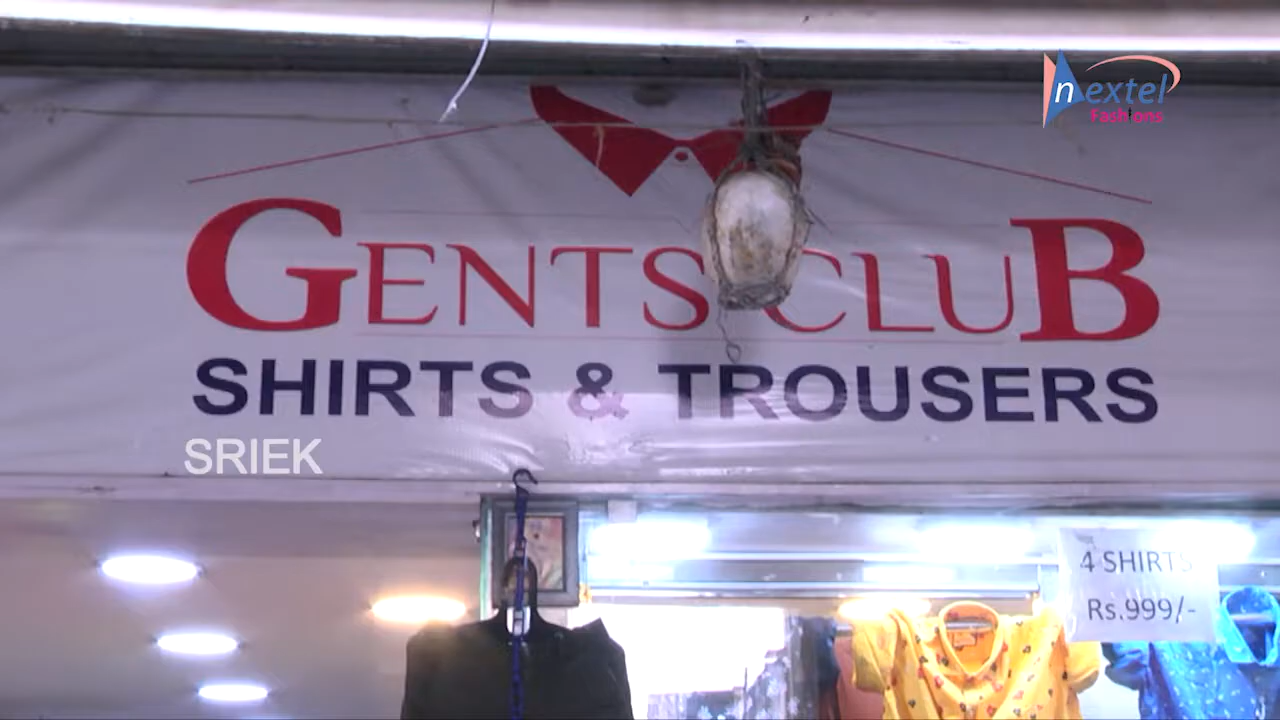 nextel
Fashions
GENTS CLUB
SHIRTS & TROUSERS
SRIEK
4 SHIRTS
Rs.999/-